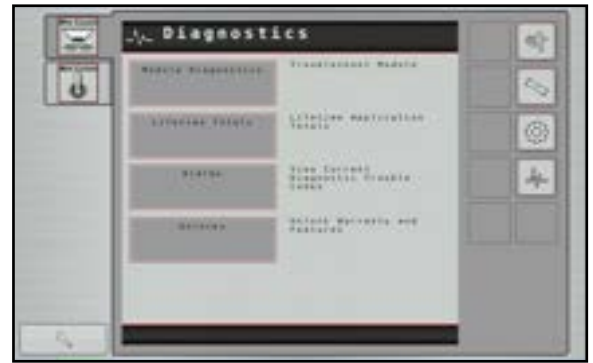 Diagnostics
Module Diagnostics
Troubleshoot Module
Lifetime Totals
Lifetime Application
Totals
Alarms
View Current
Diagnostic Trouble
Codes
Unlocks
Unlock Warranty and
Features